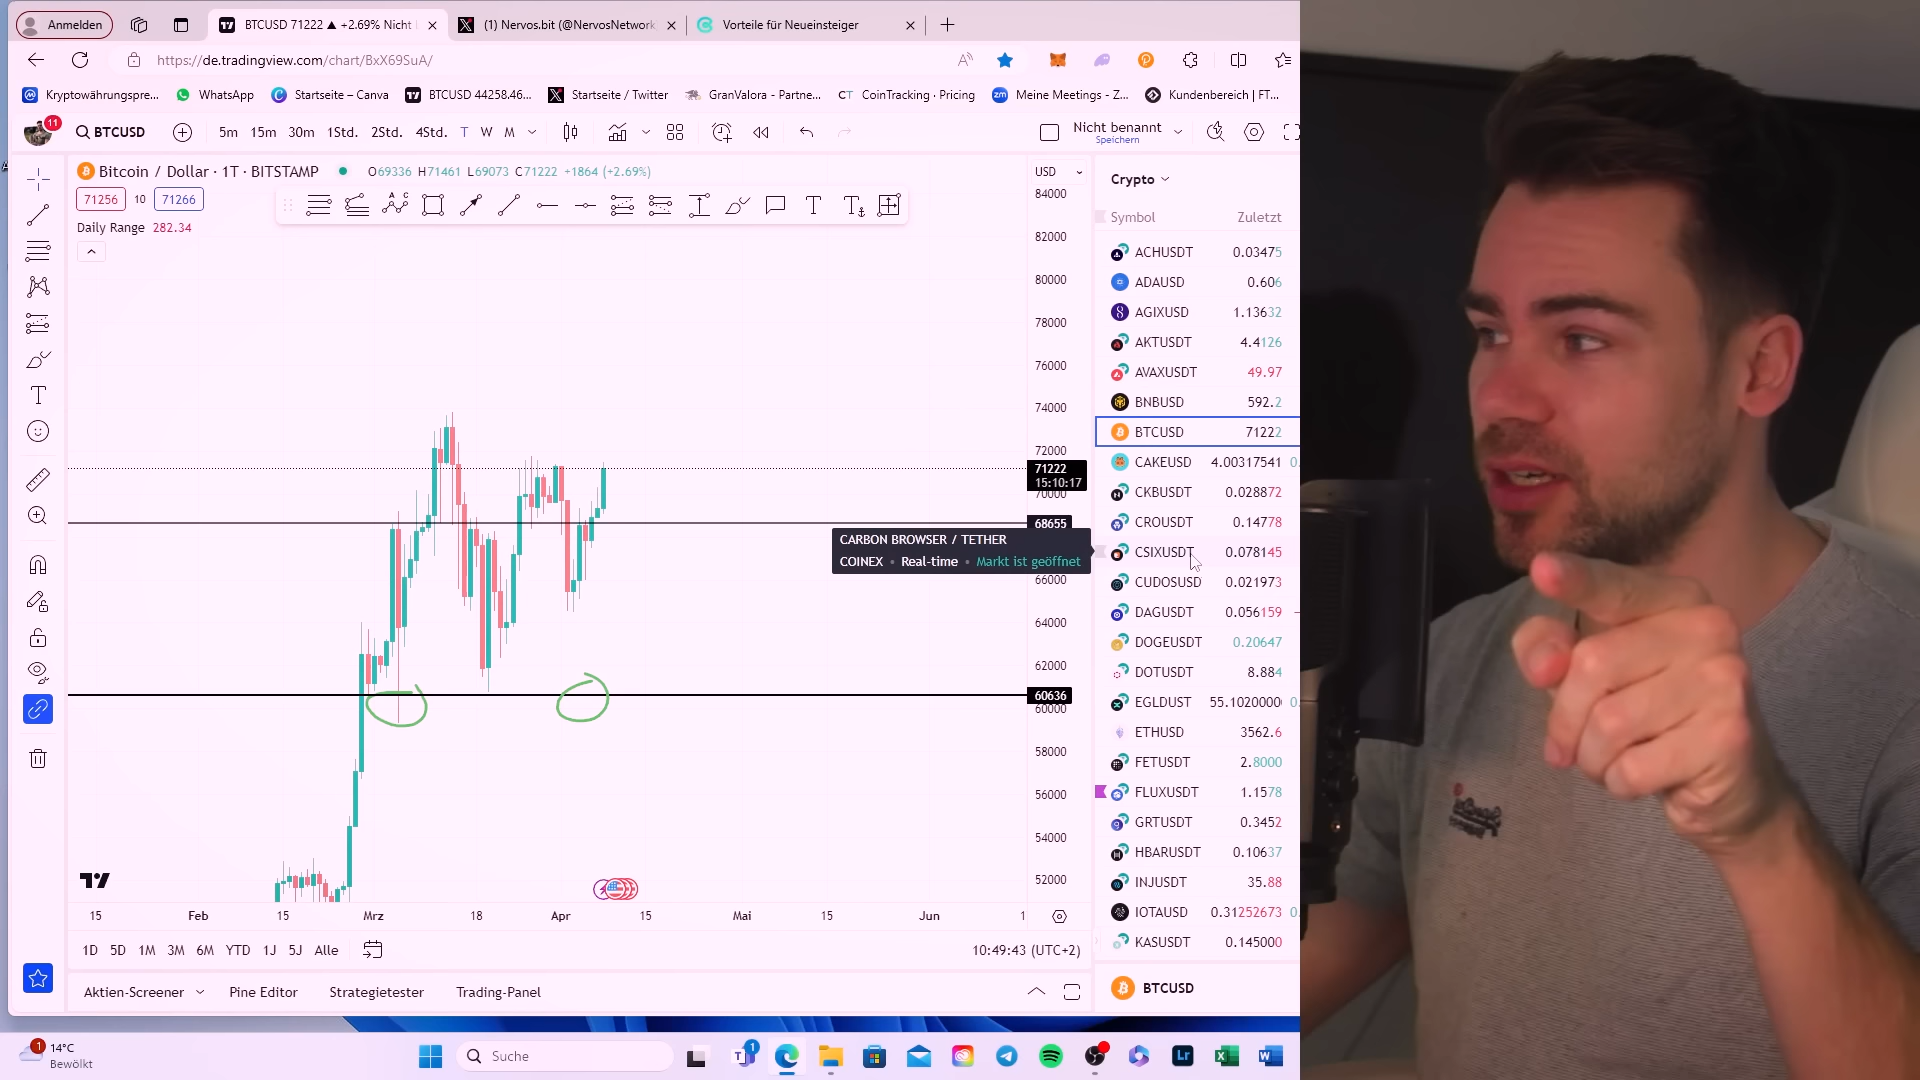 Anmelden
BTCUSD 71222 ▲ +2.69% Nicht
(1) Nervos.bit (@NervosNetwork
Vorteile für Neueinsteiger
https://de.tradingview.com/chart/BxX69SuA/
Kryptowährungspre...
WhatsApp
Startseite – Canva
BTCUSD 44258.46...
Startseite / Twitter
GranValora - Partne...
CoinTracking · Pricing
Meine Meetings - Z...
Kundenbereich | FT...
11
BTCUSD
5m 15m 30m 1Std. 2Std. 4Std. T W M
Nicht benannt
Speichern
Bitcoin / Dollar · 1T · BITSTAMP
O69336 H71461 L69073 C71222 +1864 (+2.69%)
71256 10 71266
Daily Range 282.34
USD
84000
82000
80000
78000
76000
74000
72000
71222
15:10:17
70000
68655
66000
64000
62000
60636
60000
58000
56000
54000
52000
CARBON BROWSER / TETHER
COINEX • Real-time • Markt ist geöffnet
15 Feb 15 Mrz 18 Apr 15 Mai 15 Jun 1
1D 5D 1M 3M 6M YTD 1J 5J Alle
10:49:43 (UTC+2)
Aktien-Screener
Pine Editor
Strategietester
Trading-Panel
Crypto
Symbol Zuletzt
ACHUSDT 0.03475
ADAUSD 0.606
AGIXUSD 1.13632
AKTUSDT 4.4126
AVAXUSDT 49.97
BNBUSD 592.2
BTCUSD 71222
CAKEUSD 4.00317541 0.
CKBUSDT 0.028872
CROUSDT 0.14778
CSIXUSDT 0.078145
CUDOSUSD 0.021973
DAGUSDT 0.056159
DOGEUSDT 0.20647
DOTUSDT 8.884
EGLDUST 55.1020000 0.
ETHUSD 3562.6
FETUSDT 2.8000
FLUXUSDT 1.1578
GRTUSDT 0.3452
HBARUSDT 0.10637
INJUSDT 35.88
IOTAUSD 0.31252673 0.
KASUSDT 0.145000
BTCUSD
1
14°C
Bewölkt
Suche
1